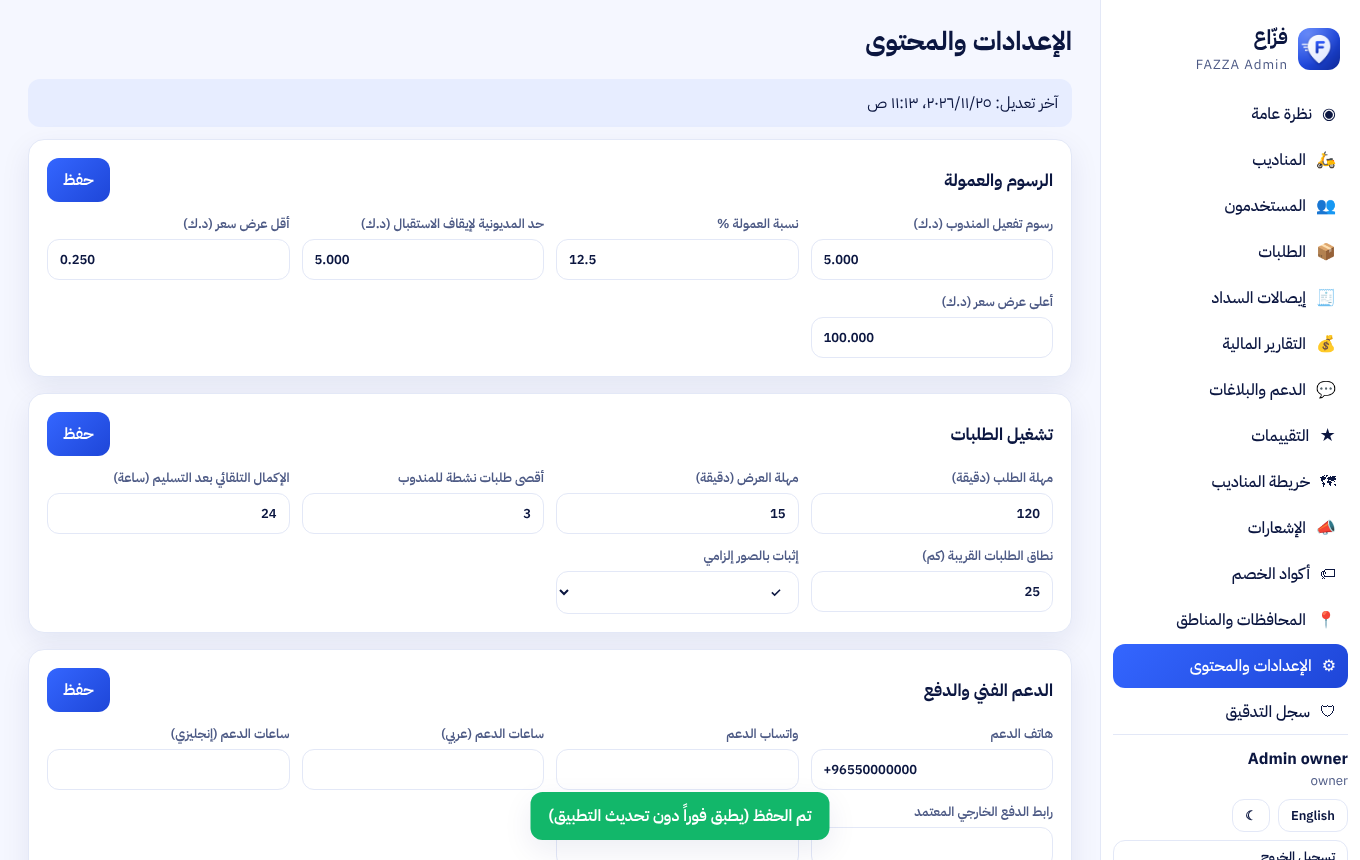 فزّاع
FAZZA Admin
نظرة عامة
المناديب
المستخدمون
الطلبات
إيصالات السداد
التقارير المالية
الدعم والبلاغات
التقييمات
خريطة المناديب
الإشعارات
أكواد الخصم
المحافظات والمناطق
الإعدادات والمحتوى
سجل التدقيق
Admin owner
owner
English
تسجيل الخروج
الإعدادات والمحتوى
آخر تعديل: ٢٠٢٦/١١/٢٥، ١١:١٣ ص
الرسوم والعمولة
حفظ
رسوم تفعيل المندوب (د.ك)
5.000
نسبة العمولة %
12.5
حد المديونية لإيقاف الاستقبال (د.ك)
5.000
أقل عرض سعر (د.ك)
0.250
أعلى عرض سعر (د.ك)
100.000
تشغيل الطلبات
حفظ
مهلة الطلب (دقيقة)
120
مهلة العرض (دقيقة)
15
أقصى طلبات نشطة للمندوب
3
الإكمال التلقائي بعد التسليم (ساعة)
24
نطاق الطلبات القريبة (كم)
25
إثبات بالصور إلزامي
✓
الدعم الفني والدفع
حفظ
هاتف الدعم
+96550000000
واتساب الدعم
ساعات الدعم (عربي)
ساعات الدعم (إنجليزي)
رابط الدفع الخارجي المعتمد
تم الحفظ (يطبق فوراً دون تحديث التطبيق)